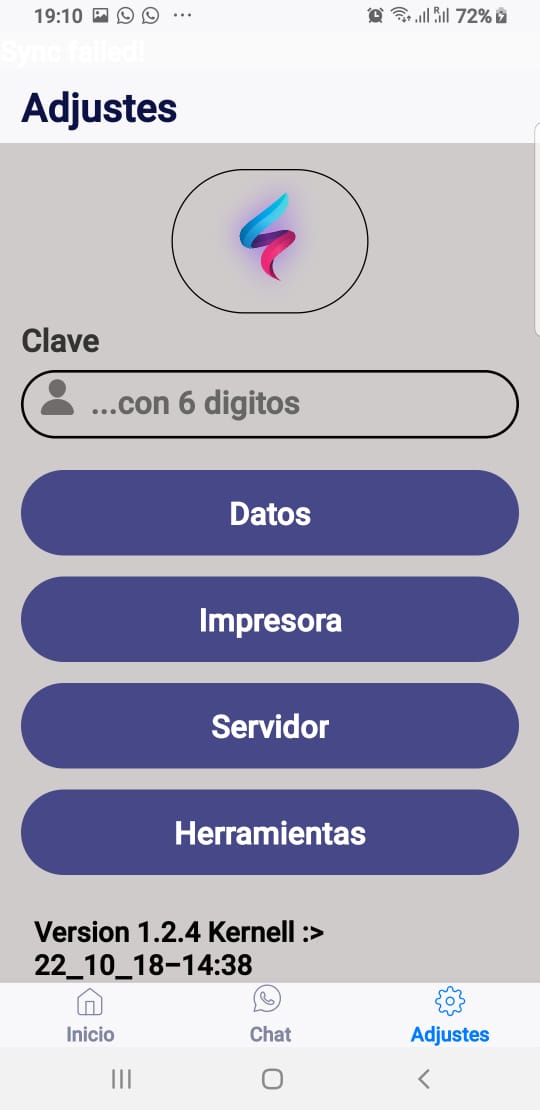 19:10
72%
Sync failed!
Adjustes
Clave
...con 6 digitos
Datos
Impresora
Servidor
Herramientas
Version 1.2.4 Kernell :>
22_10_18–14:38
Inicio
Chat
Adjustes